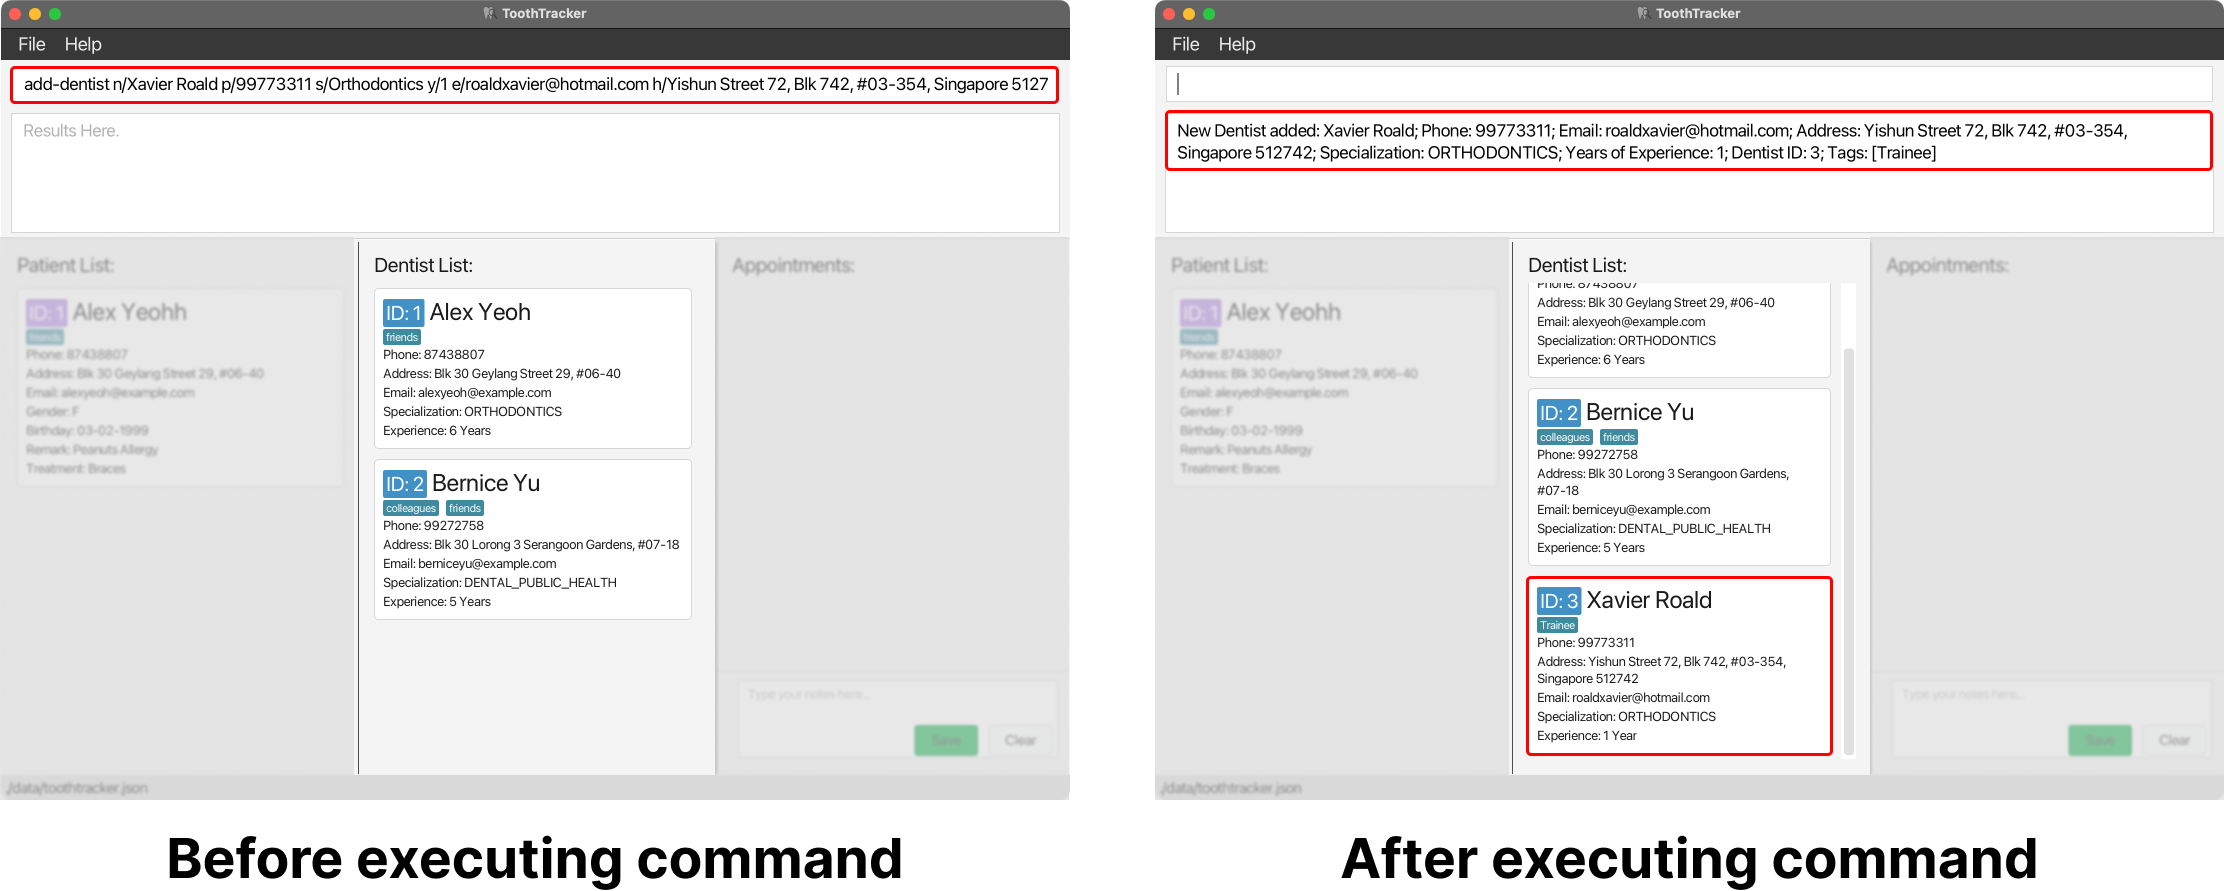 ToothTracker
File Help
add-dentist n/Xavier Roald p/99773311 s/Orthodontics y/1 e/roaldxavier@hotmail.com h/Yishun Street 72, Blk 742, #03-354, Singapore 5127
Results Here.
Patient List:
ID: 1 Alex Yeohh
friends
Phone: 87438807
Address: Blk 30 Geylang Street 29, #06-40
Email: alexyeoh@example.com
Gender: F
Birthday: 03-02-1999
Remark: Peanuts Allergy
Treatment: Braces
Dentist List:
ID: 1 Alex Yeoh
friends
Phone: 87438807
Address: Blk 30 Geylang Street 29, #06-40
Email: alexyeoh@example.com
Specialization: ORTHODONTICS
Experience: 6 Years
ID: 2 Bernice Yu
colleagues friends
Phone: 99272758
Address: Blk 30 Lorong 3 Serangoon Gardens, #07-18
Email: berniceyu@example.com
Specialization: DENTAL_PUBLIC_HEALTH
Experience: 5 Years
Appointments:
Type your notes here...
Save Clear
./data/toothtracker.json
Before executing command
ToothTracker
File Help
New Dentist added: Xavier Roald; Phone: 99773311; Email: roaldxavier@hotmail.com; Address: Yishun Street 72, Blk 742, #03-354,
Singapore 512742; Specialization: ORTHODONTICS; Years of Experience: 1; Dentist ID: 3; Tags: [Trainee]
Patient List:
ID: 1 Alex Yeohh
friends
Phone: 87438807
Address: Blk 30 Geylang Street 29, #06-40
Email: alexyeoh@example.com
Gender: F
Birthday: 03-02-1999
Remark: Peanuts Allergy
Treatment: Braces
Dentist List:
Phone: 87438807
Address: Blk 30 Geylang Street 29, #06-40
Email: alexyeoh@example.com
Specialization: ORTHODONTICS
Experience: 6 Years
ID: 2 Bernice Yu
colleagues friends
Phone: 99272758
Address: Blk 30 Lorong 3 Serangoon Gardens,
#07-18
Email: berniceyu@example.com
Specialization: DENTAL_PUBLIC_HEALTH
Experience: 5 Years
ID: 3 Xavier Roald
Trainee
Phone: 99773311
Address: Yishun Street 72, Blk 742, #03-354,
Singapore 512742
Email: roaldxavier@hotmail.com
Specialization: ORTHODONTICS
Experience: 1 Year
Appointments:
Type your notes here...
Save Clear
./data/toothtracker.json
After executing command